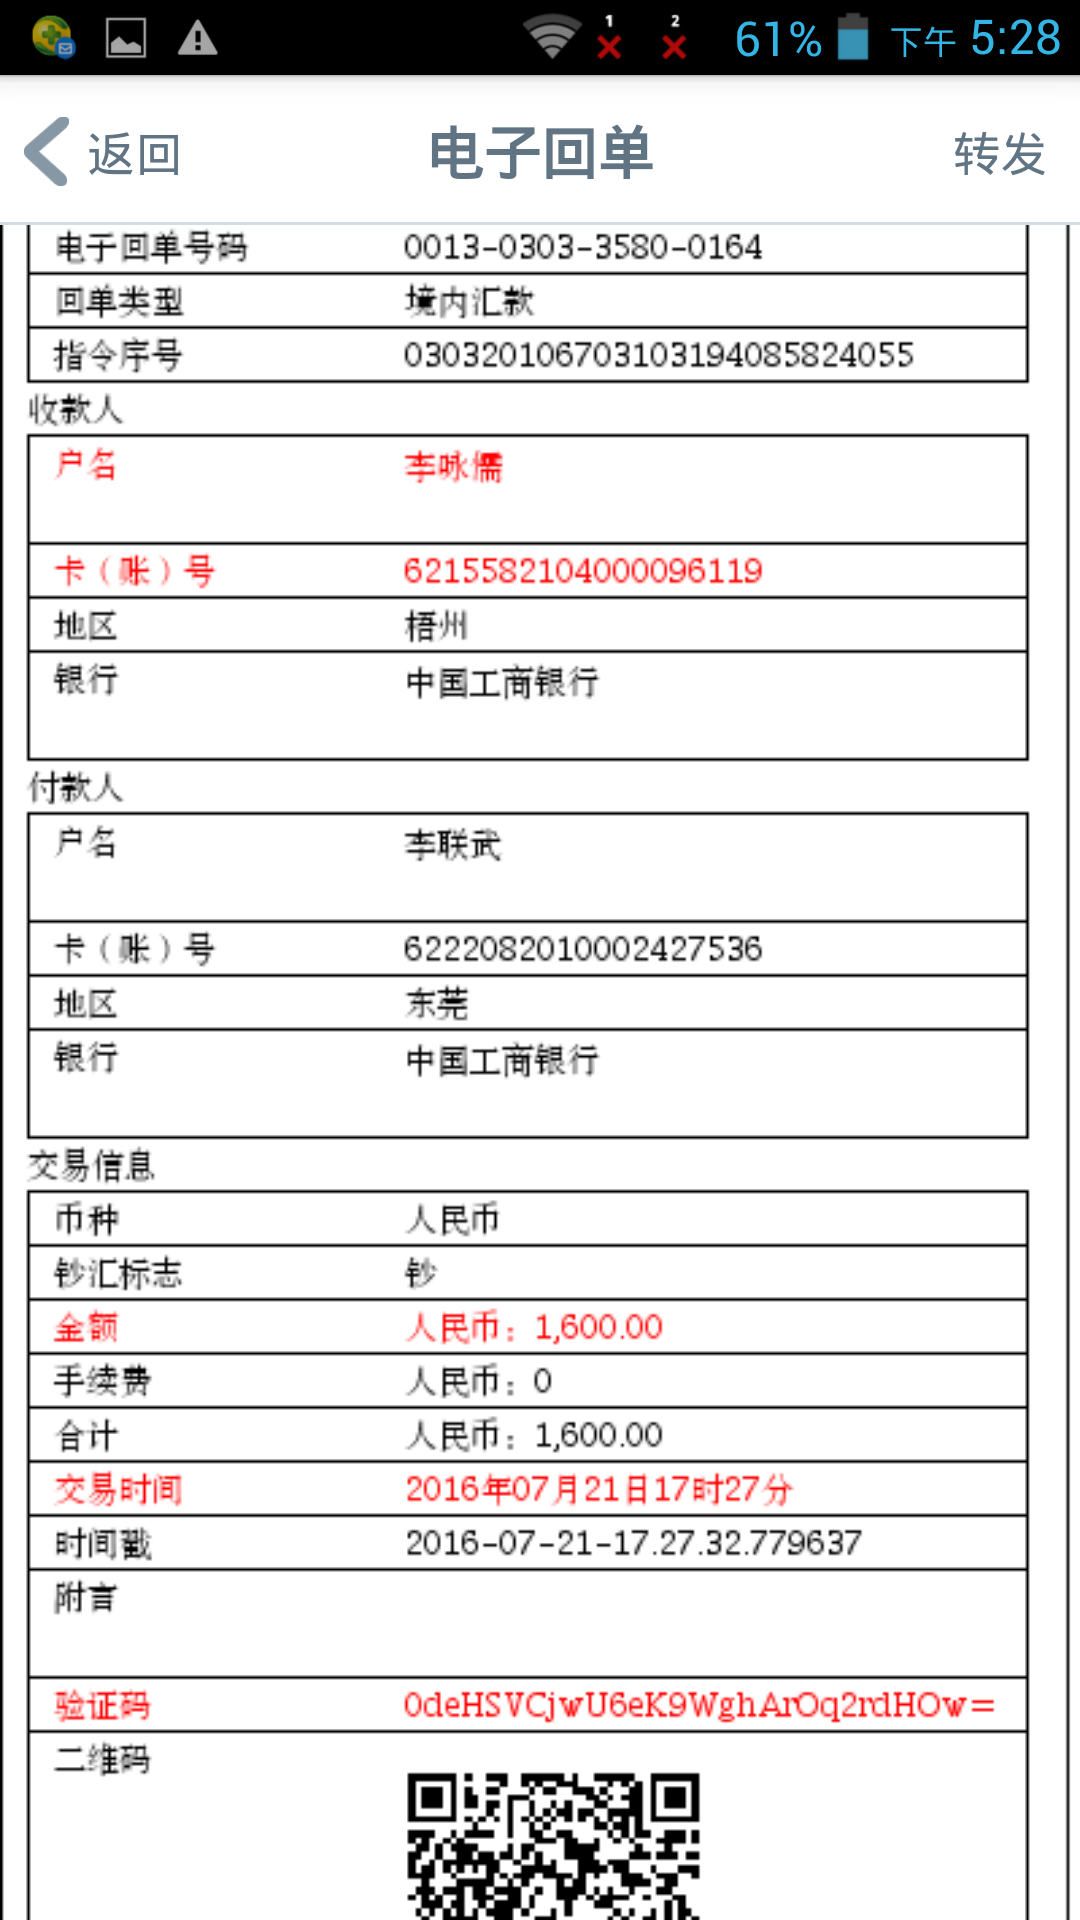 1 2 61% 下午 5:28
返回 电子回单 转发
电子回单号码 0013-0303-3580-0164
回单类型 境内汇款
指令序号 030320106703103194085824055
收款人
户名 李咏儒
卡（账）号 6215582104000096119
地区 梧州
银行 中国工商银行
付款人
户名 李联武
卡（账）号 6222082010002427536
地区 东莞
银行 中国工商银行
交易信息
币种 人民币
钞汇标志 钞
金额 人民币：1,600.00
手续费 人民币：0
合计 人民币：1,600.00
交易时间 2016年07月21日17时27分
时间戳 2016-07-21-17.27.32.779637
附言
验证码 0deHSVCjwU6eK9WghArOq2rdHOw=
二维码